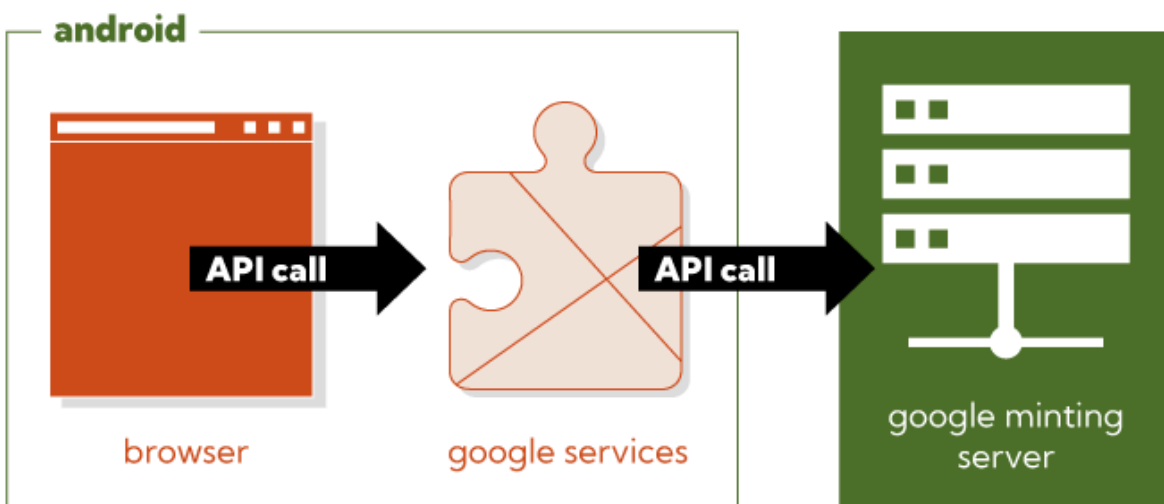 android
API call
API call
browser
google services
google minting
server